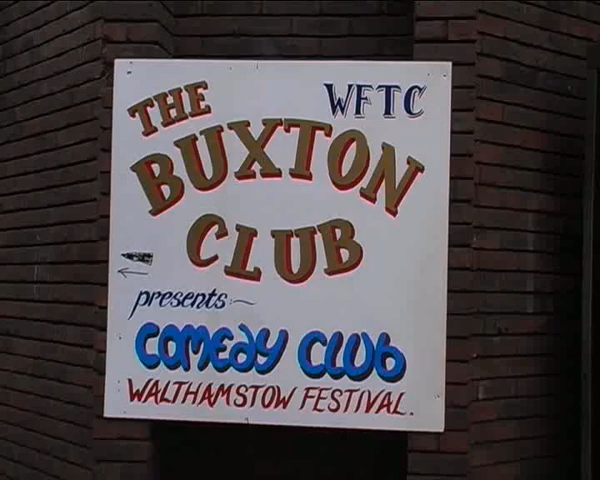 WFTC
THE
BUXTON
CLUB
presents:~
COMEDY CLUB
WALTHAMSTOW FESTIVAL.